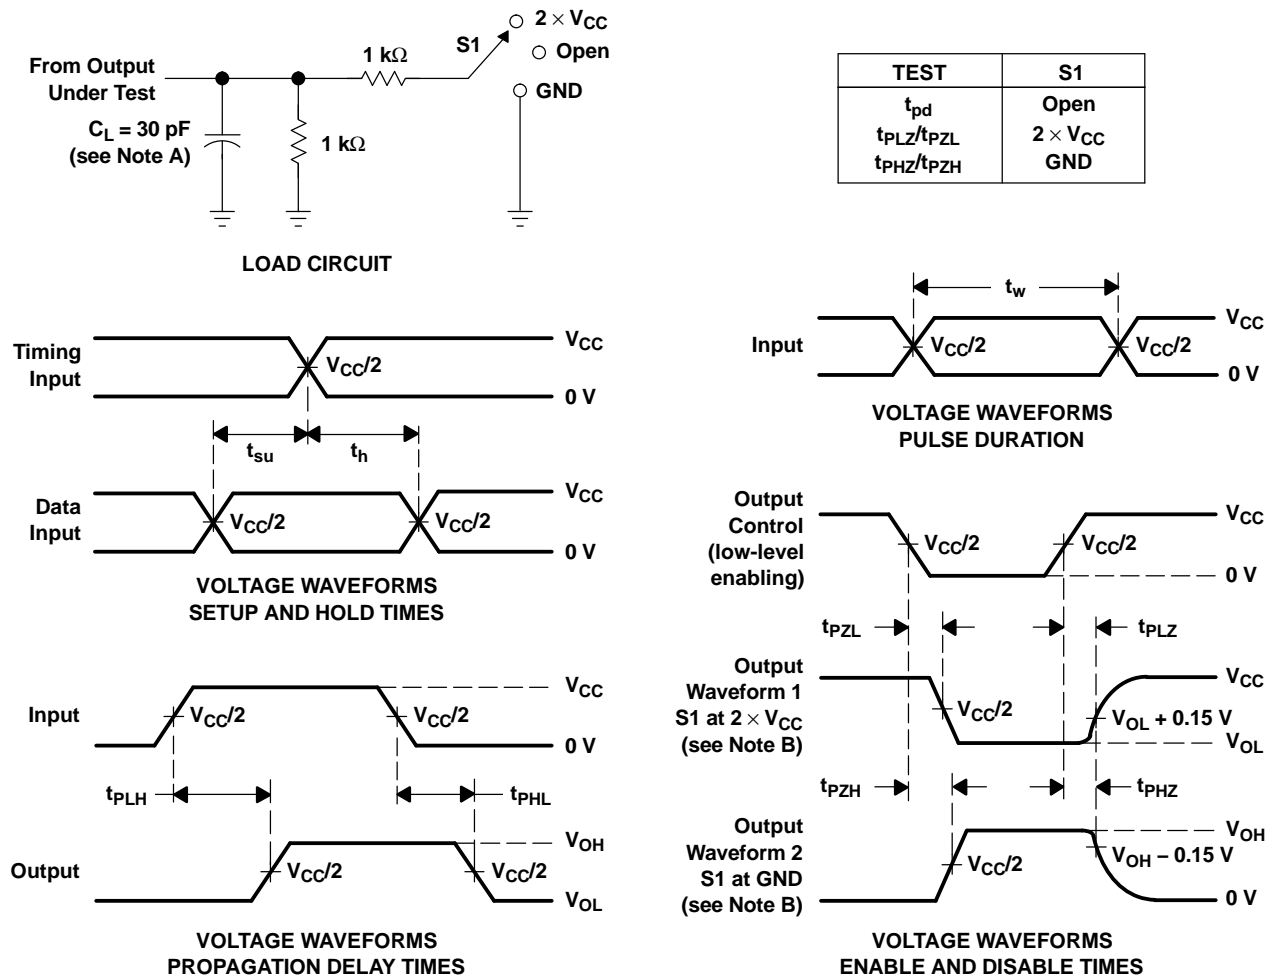 2 × VCC
S1
1 kΩ
Open
From Output
Under Test
GND
CL = 30 pF
(see Note A)
1 kΩ
LOAD CIRCUIT
TEST S1
tpd Open
tPLZ/tPZL 2 × VCC
tPHZ/tPZH GND
tw
Input
VCC/2
VCC/2
VCC
0 V
VOLTAGE WAVEFORMS
PULSE DURATION
Timing
Input
VCC/2
VCC
0 V
tsu
th
Data
Input
VCC/2
VCC/2
VCC
0 V
VOLTAGE WAVEFORMS
SETUP AND HOLD TIMES
Input
VCC/2
VCC/2
VCC
0 V
tPLH
tPHL
Output
VCC/2
VCC/2
VOH
VOL
VOLTAGE WAVEFORMS
PROPAGATION DELAY TIMES
Output
Control
(low-level
enabling)
VCC/2
VCC/2
VCC
0 V
tPZL
tPLZ
Output
Waveform 1
S1 at 2 × VCC
(see Note B)
VCC/2
VCC
VOL + 0.15 V
VOL
tPZH
tPHZ
Output
Waveform 2
S1 at GND
(see Note B)
VCC/2
VOH
VOH − 0.15 V
0 V
VOLTAGE WAVEFORMS
ENABLE AND DISABLE TIMES